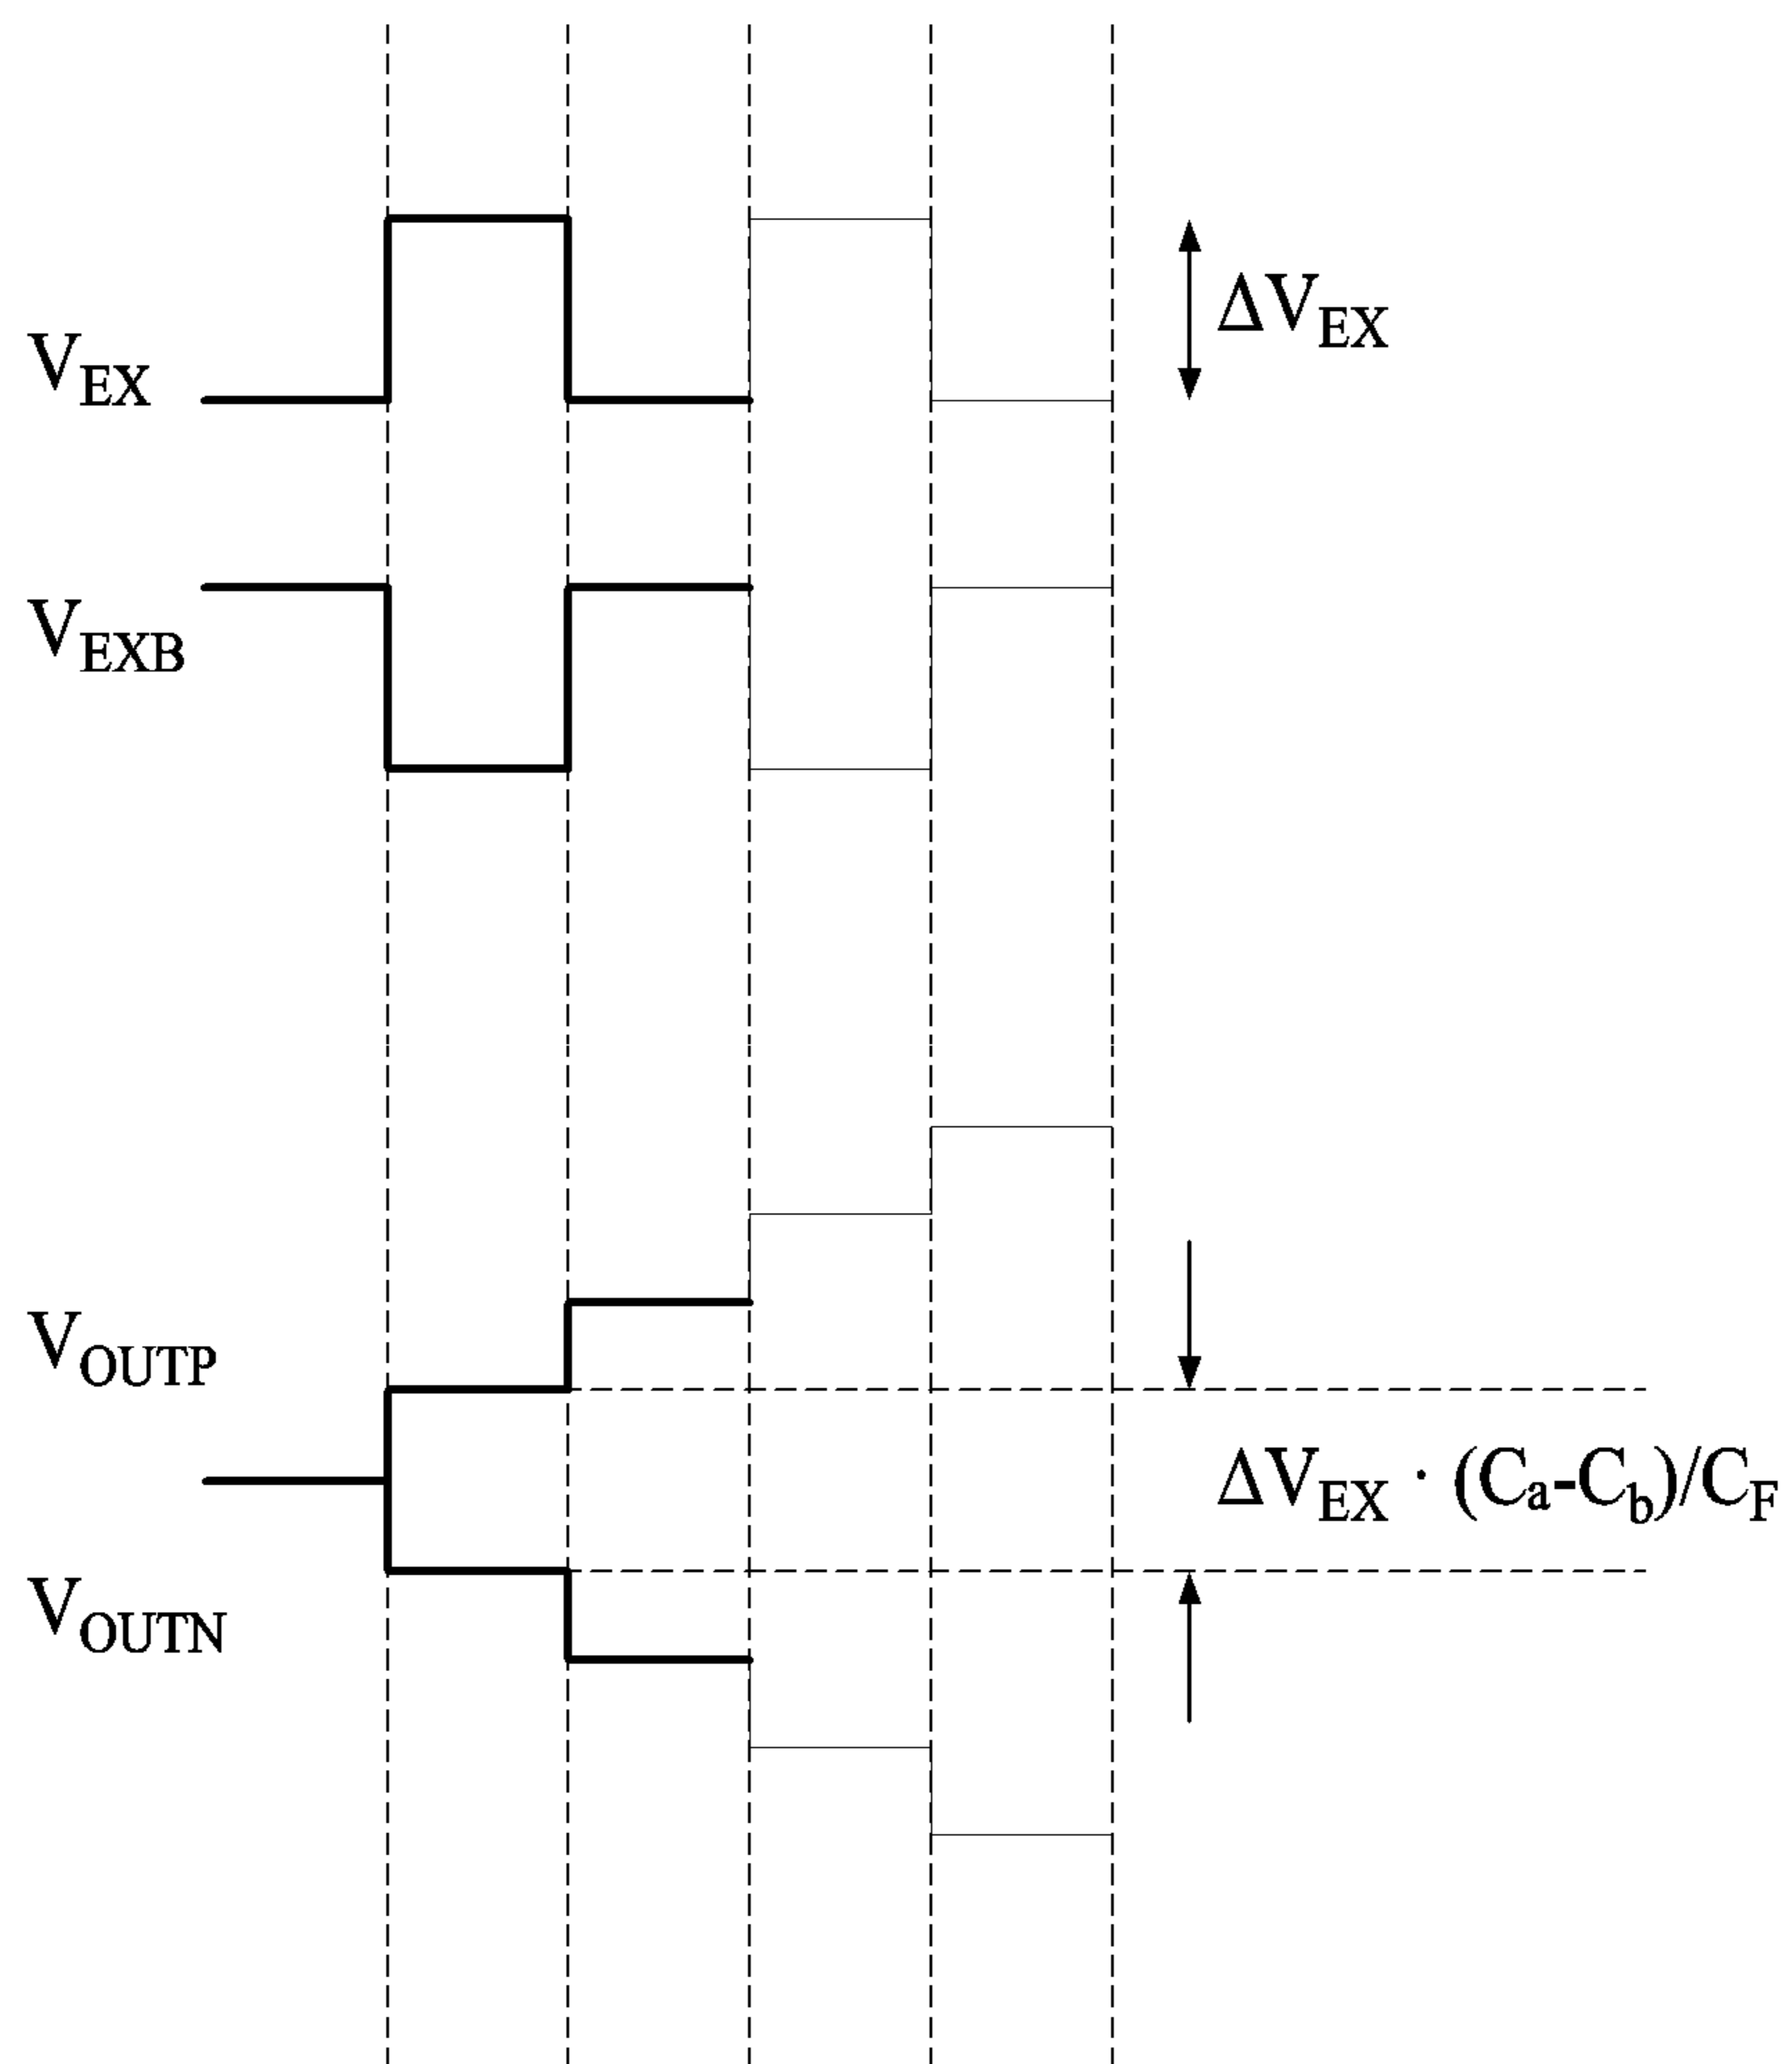 V_EX
ΔV_EX
V_EXB
V_OUTP
ΔV_EX · (C_a-C_b)/C_F
V_OUTN